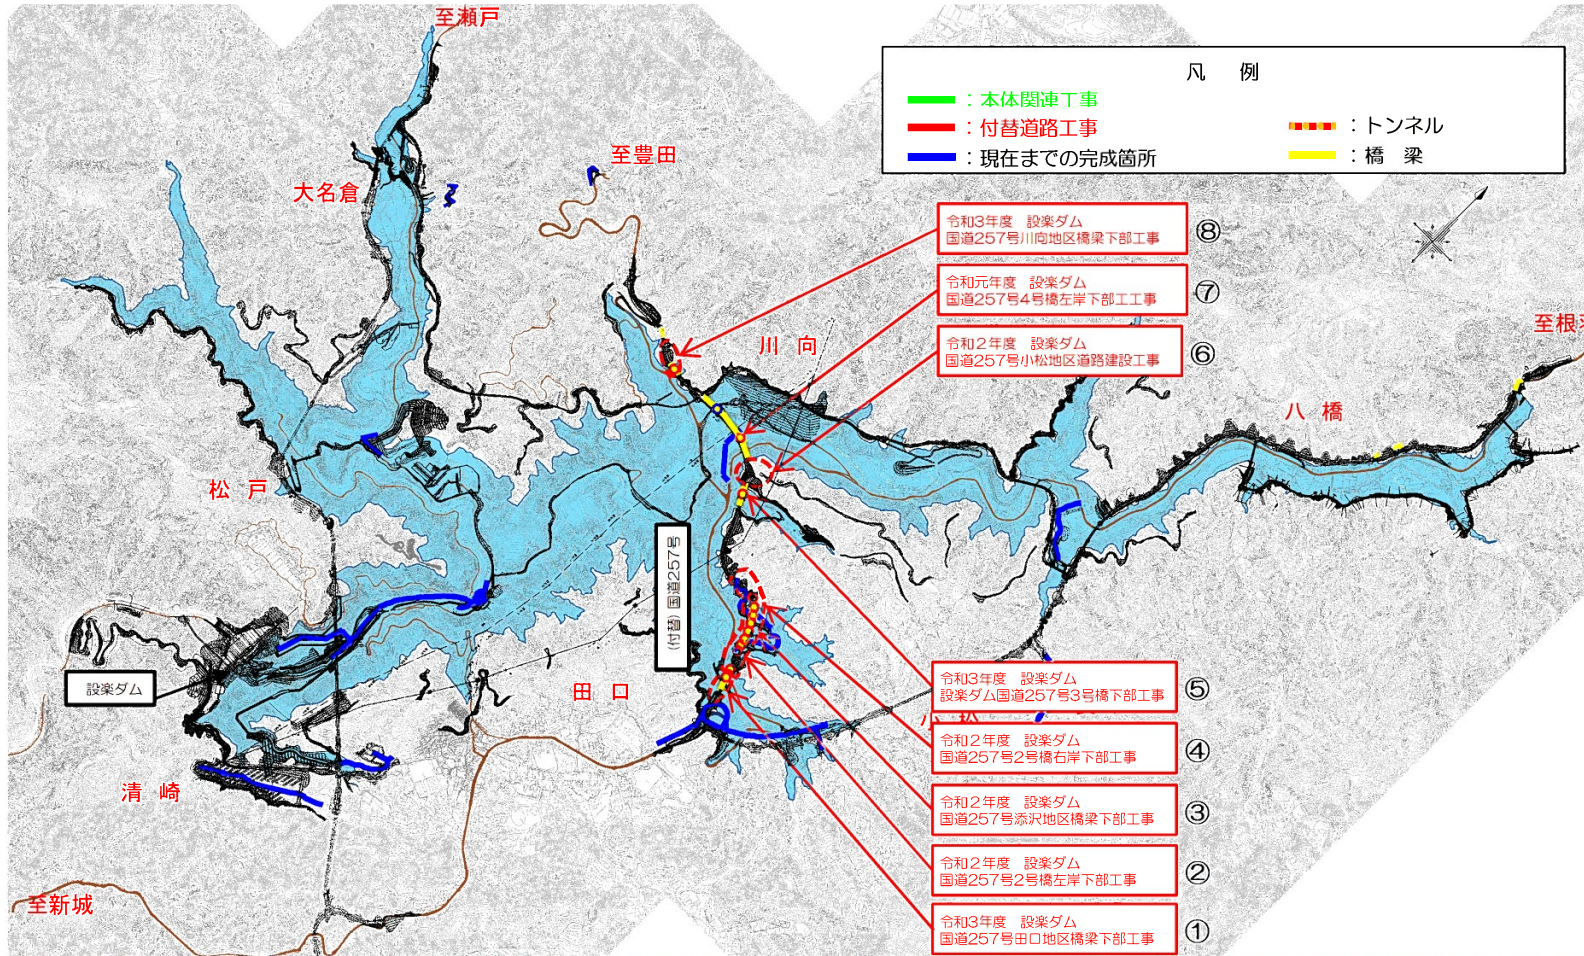 至瀬戸
凡 例
：本体関連工事
：付替道路工事
：現在までの完成箇所
：トンネル
：橋 梁
至豊田
大名倉
令和3年度 設楽ダム
国道257号川向地区橋梁下部工事
⑧
令和元年度 設楽ダム
国道257号4号橋左岸下部工工事
⑦
令和2年度 設楽ダム
国道257号小松地区道路建設工事
⑥
川 向
八 橋
松 戸
(付替) 国道257号
設楽ダム
田 口
清 崎
令和3年度 設楽ダム
設楽ダム国道257号3号橋下部工事
⑤
令和2年度 設楽ダム
国道257号2号橋右岸下部工事
④
令和2年度 設楽ダム
国道257号添沢地区橋梁下部工事
③
令和2年度 設楽ダム
国道257号2号橋左岸下部工事
②
令和3年度 設楽ダム
国道257号田口地区橋梁下部工事
①
至新城